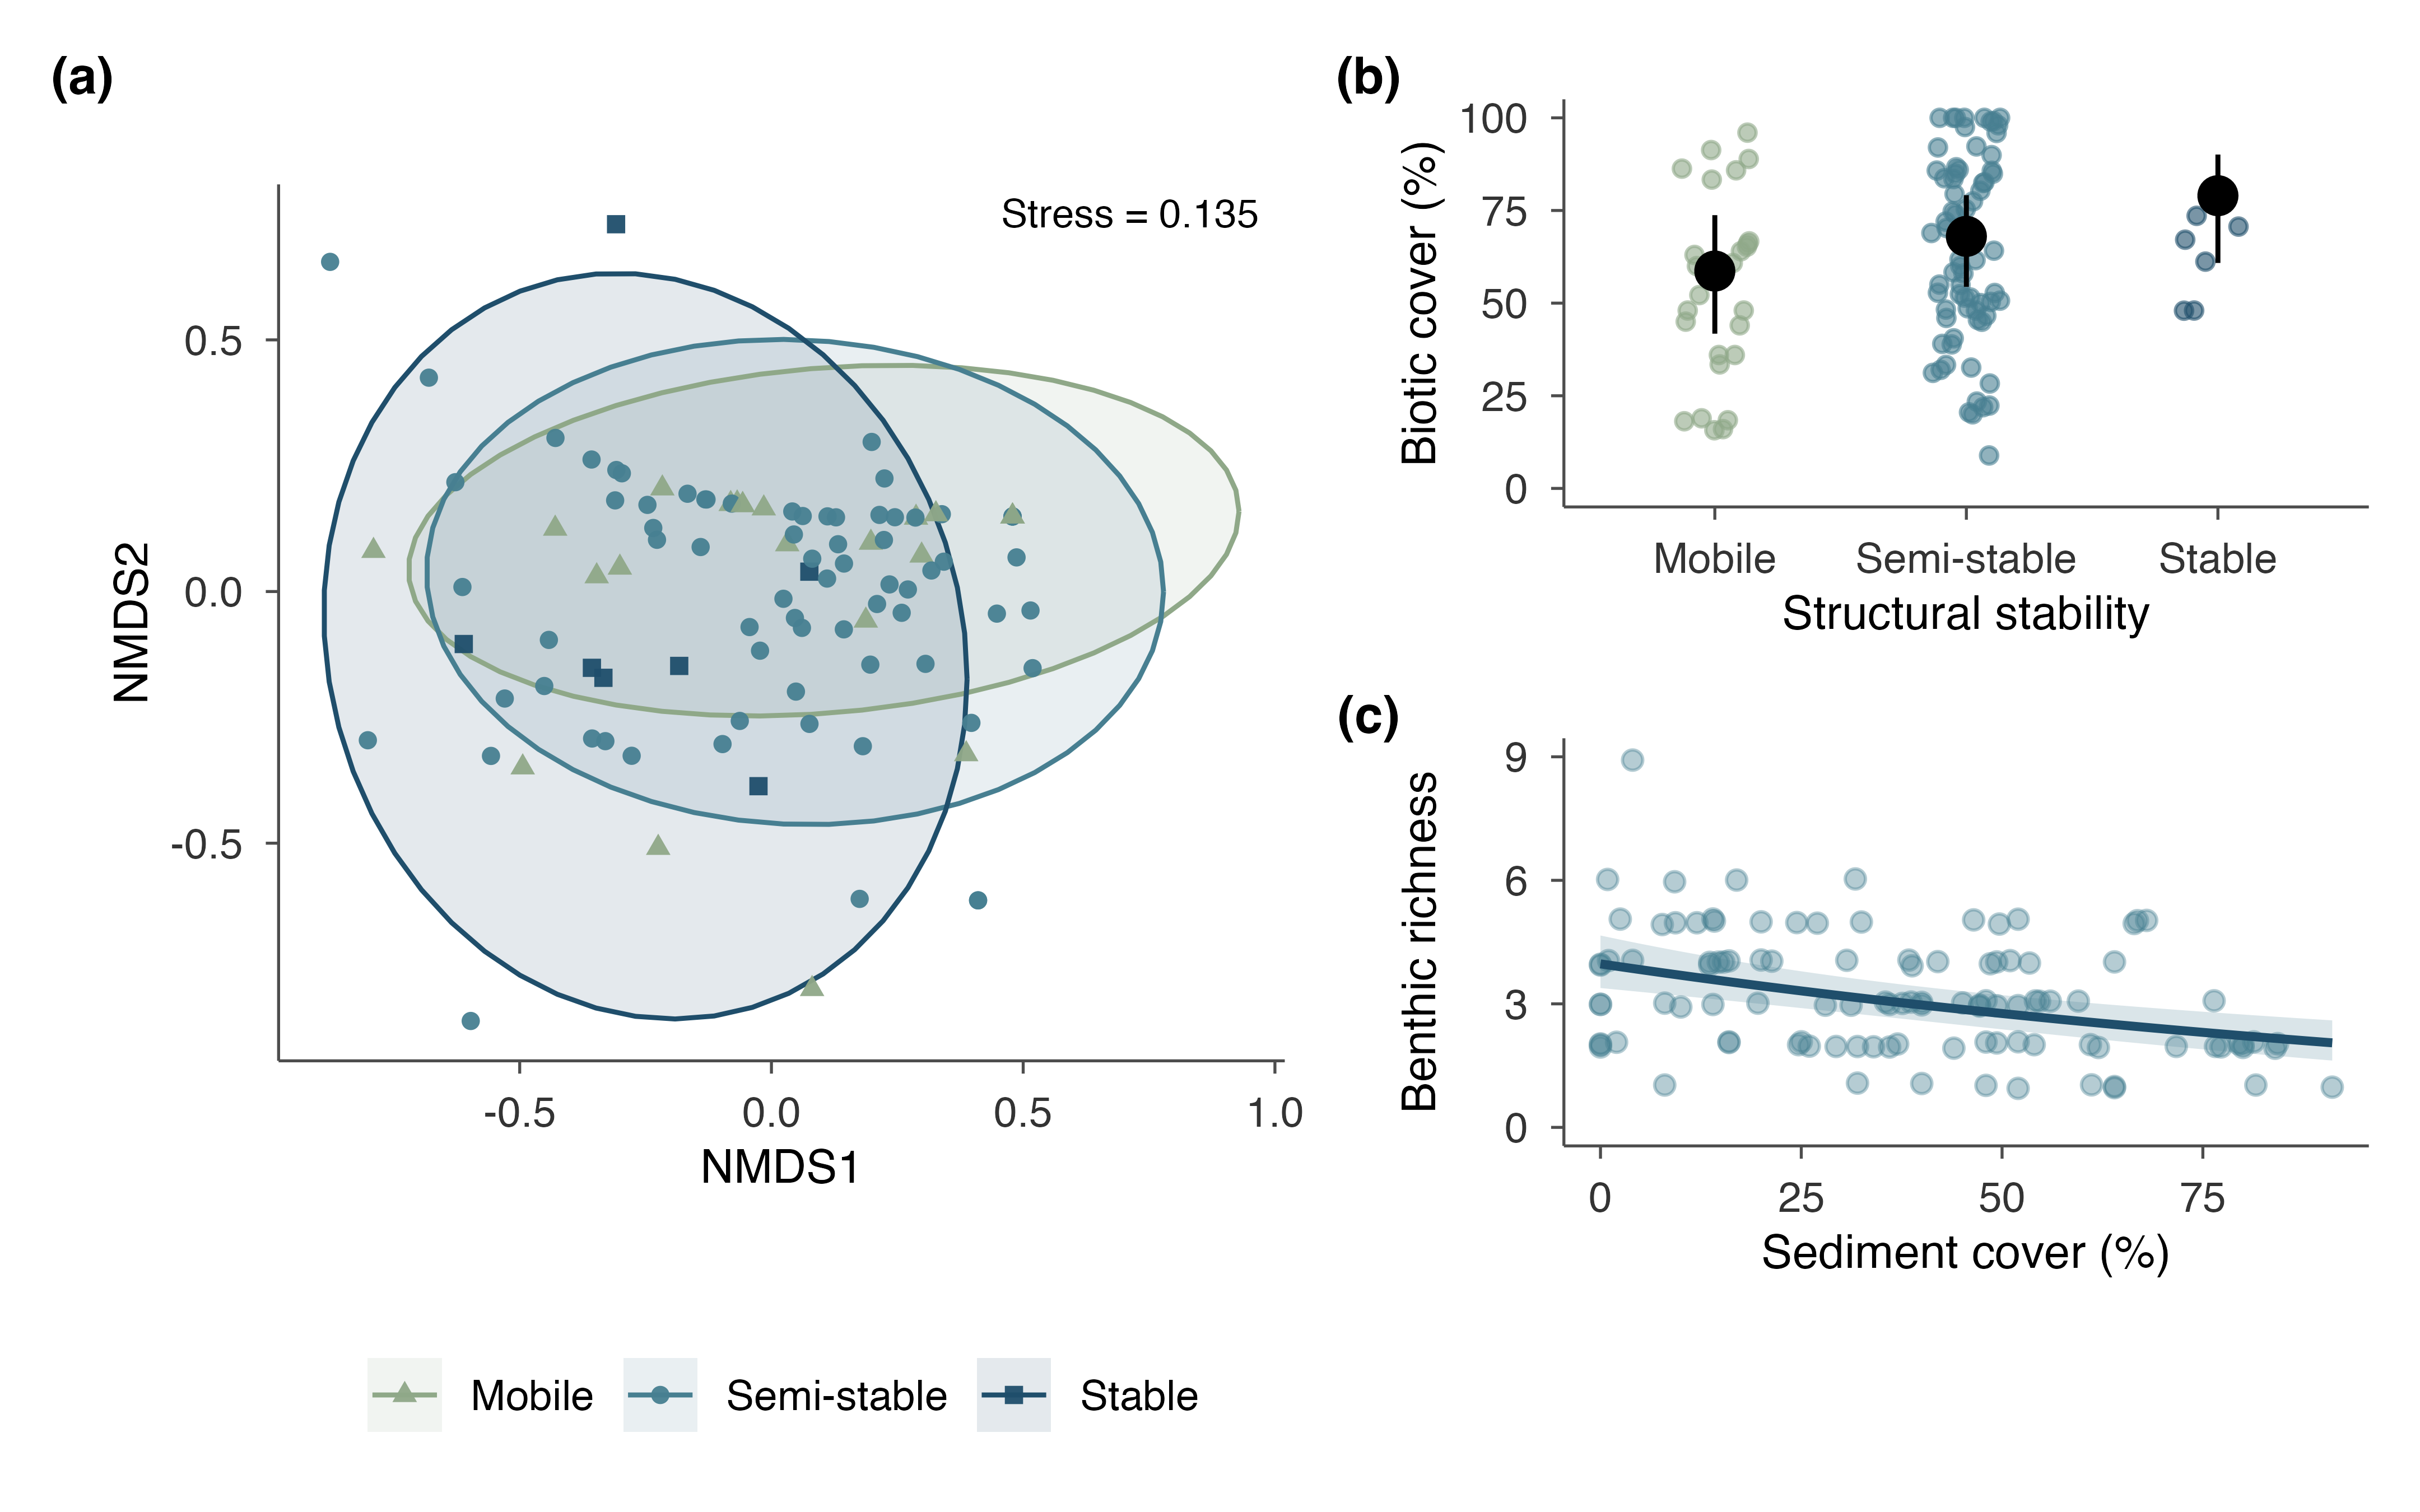 (a)
Stress = 0.135
0.5
0.0
-0.5
NMDS2
-0.5
0.0
0.5
1.0
NMDS1
Mobile
Semi-stable
Stable
(b)
100
75
50
25
0
Biotic cover (%)
Mobile
Semi-stable
Stable
Structural stability
(c)
9
6
3
0
Benthic richness
0
25
50
75
Sediment cover (%)